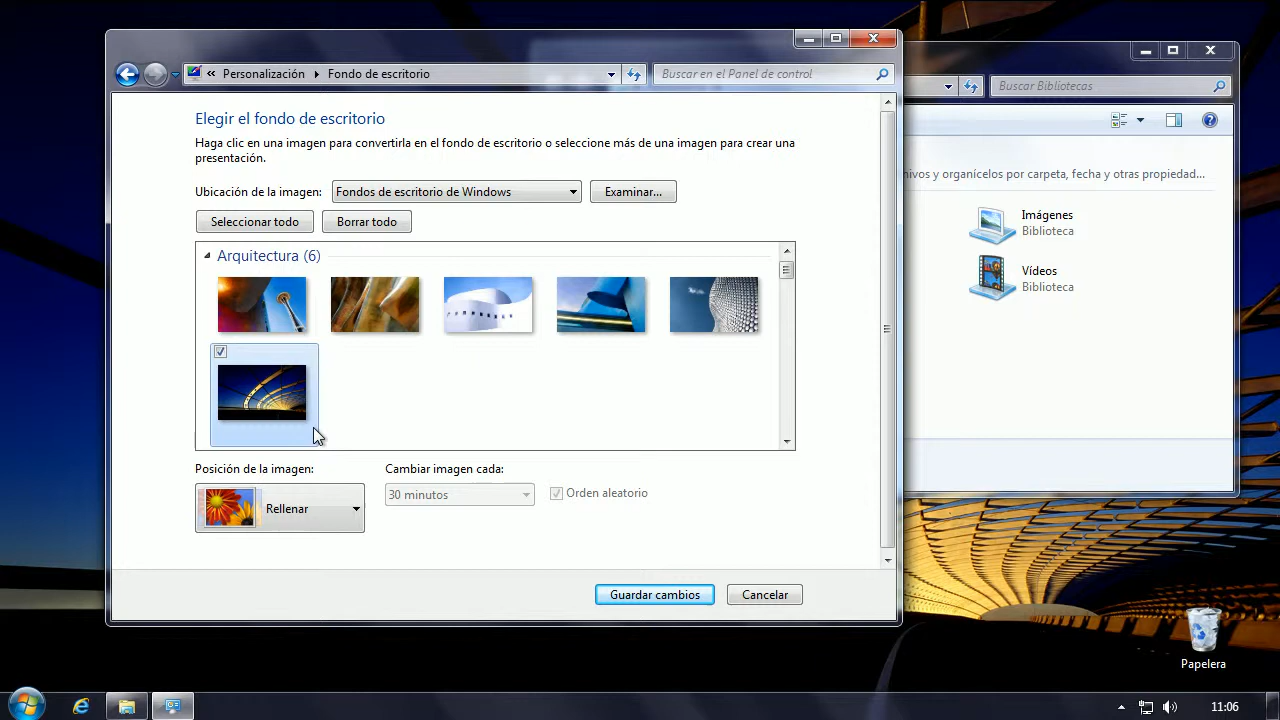 « Personalización Fondo de escritorio
Buscar en el Panel de control
Buscar Bibliotecas
Elegir el fondo de escritorio
Haga clic en una imagen para convertirla en el fondo de escritorio o seleccione más de una imagen para crear una
presentación.
Ubicación de la imagen: Fondos de escritorio de Windows Examinar...
Seleccionar todo Borrar todo
Arquitectura (6)
Posición de la imagen:
Rellenar
Cambiar imagen cada:
30 minutos
Orden aleatorio
Guardar cambios Cancelar
y organícelos por carpeta, fecha y otras propiedad...
Imágenes
Biblioteca
Vídeos
Biblioteca
Papelera
11:06